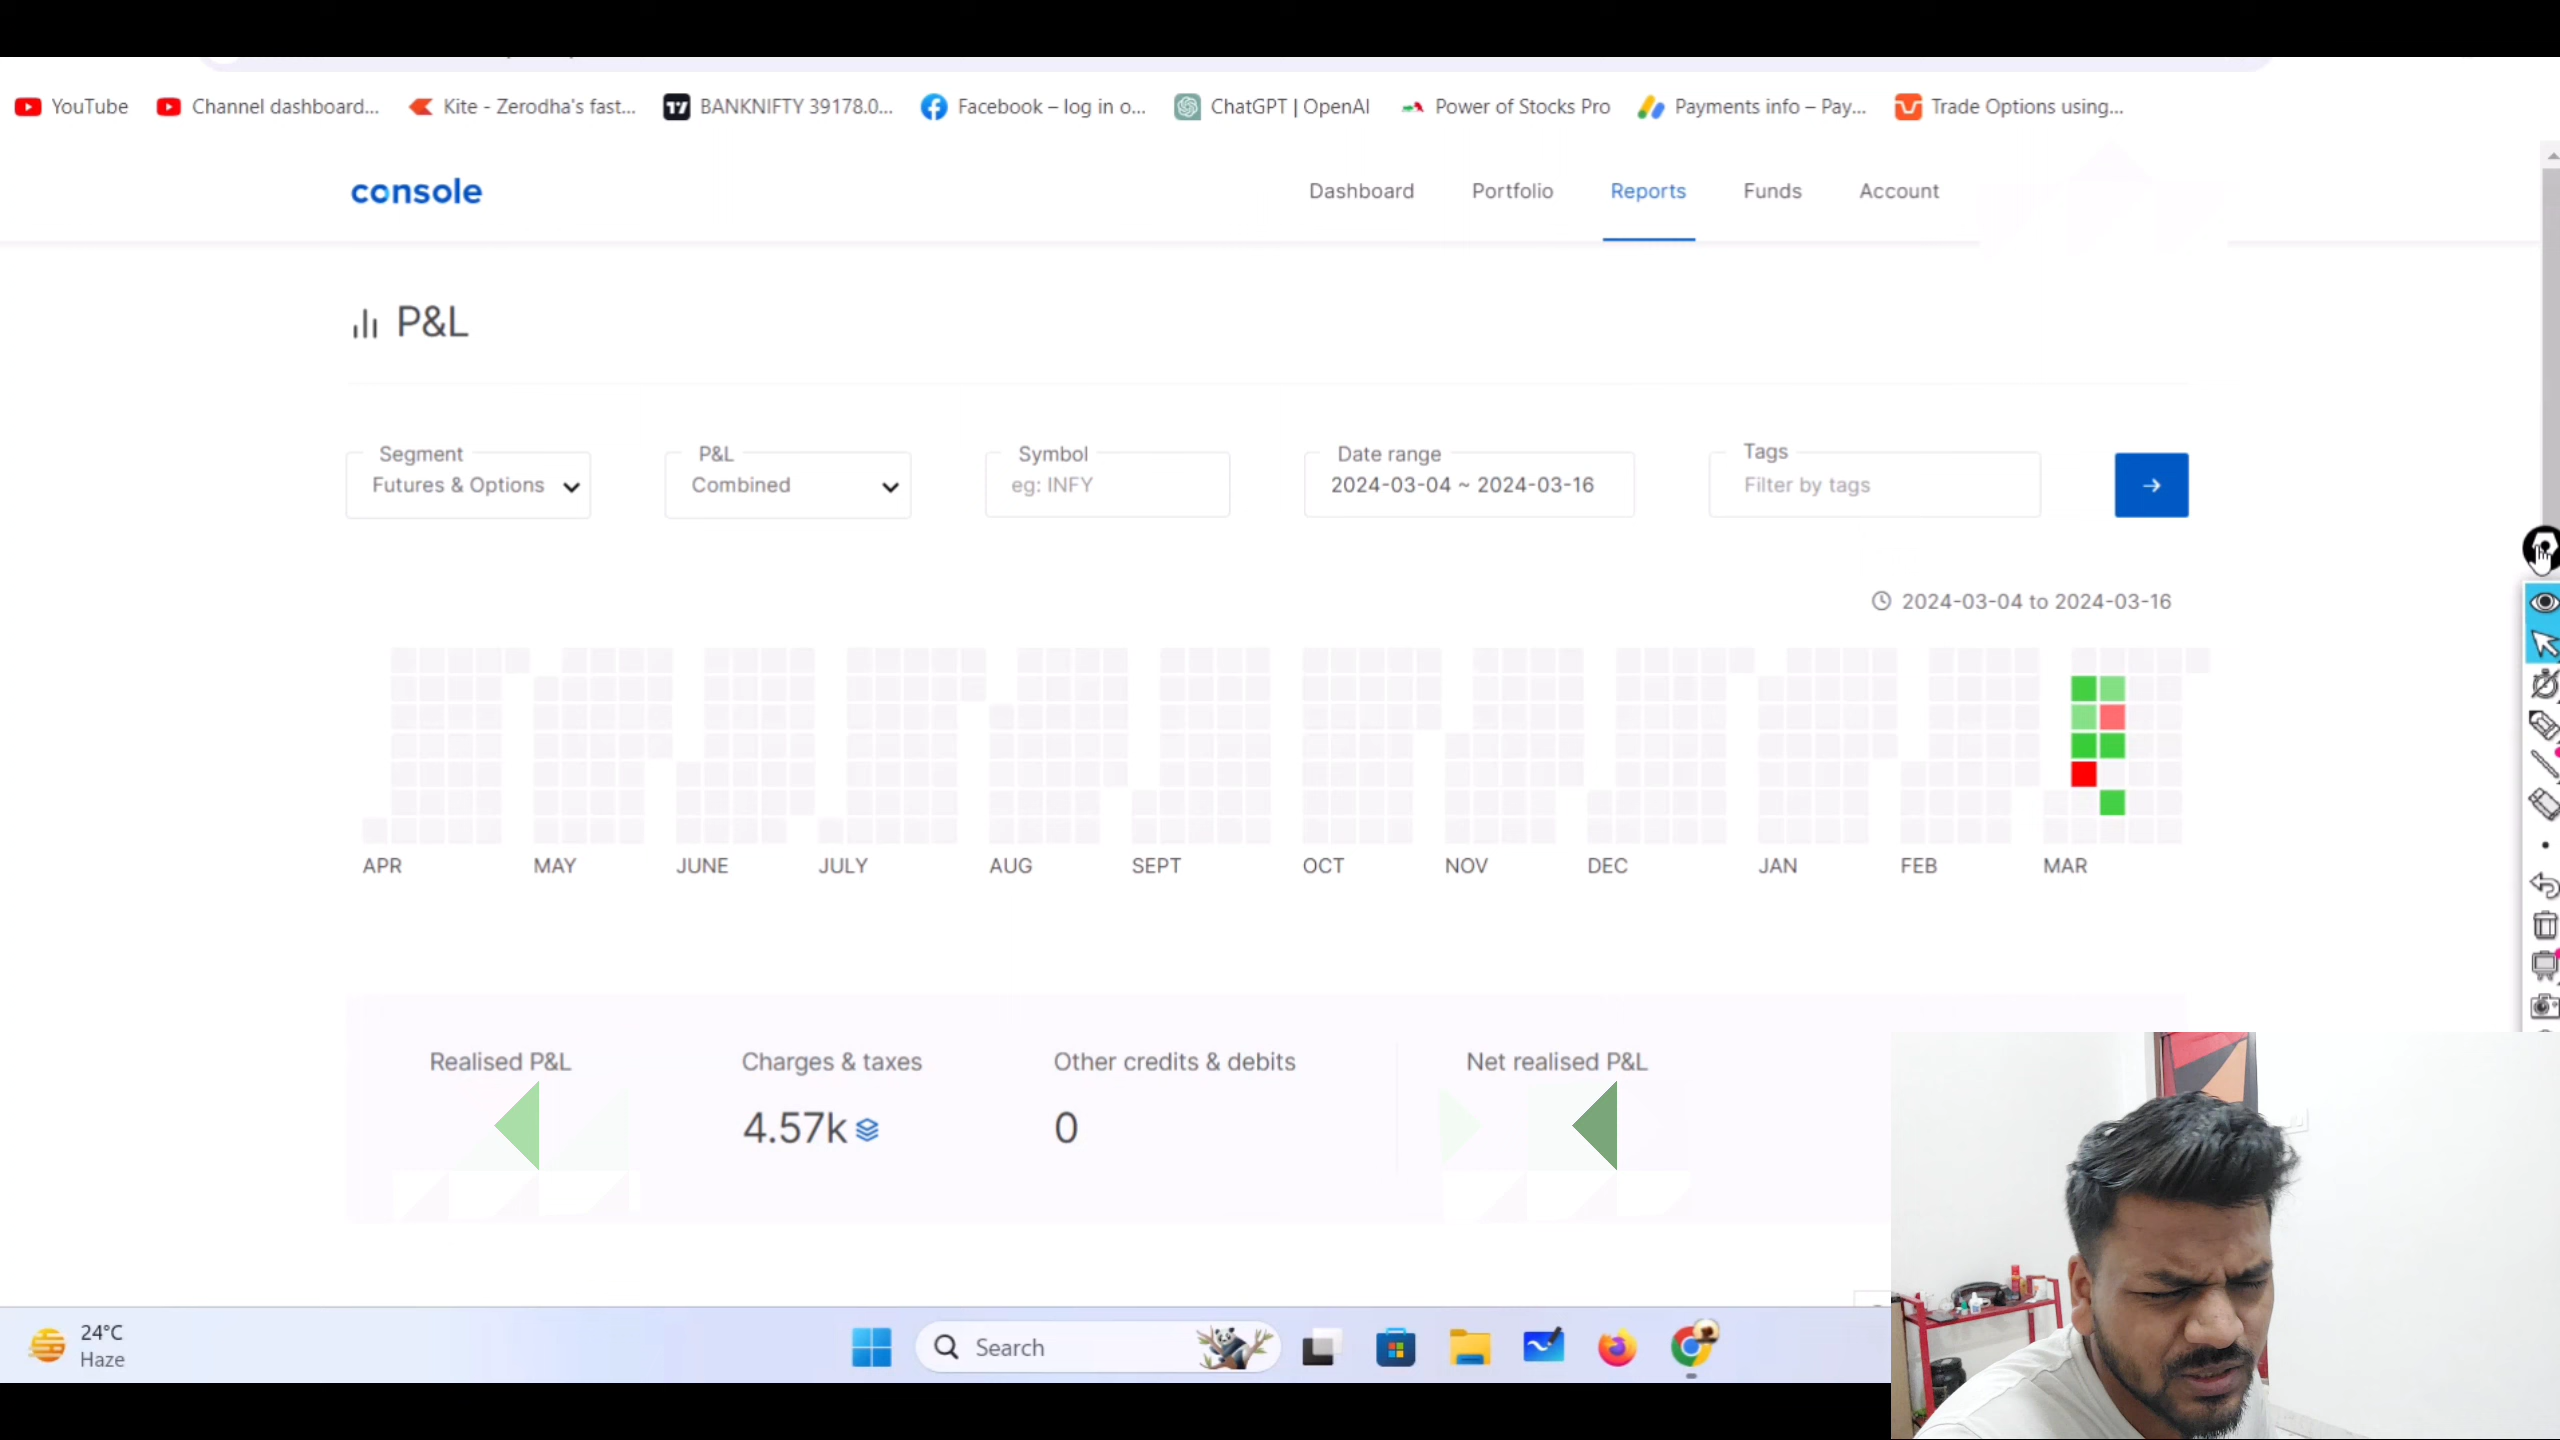 YouTube
Channel dashboard...
Kite - Zerodha's fast...
BANKNIFTY 39178.0...
Facebook – log in o...
ChatGPT | OpenAI
Power of Stocks Pro
Payments info – Pay...
Trade Options using...
console
Dashboard
Portfolio
Reports
Funds
Account
P&L
Segment
Futures & Options
P&L
Combined
Symbol
eg: INFY
Date range
2024-03-04 ~ 2024-03-16
Tags
Filter by tags
2024-03-04 to 2024-03-16
APR
MAY
JUNE
JULY
AUG
SEPT
OCT
NOV
DEC
JAN
FEB
MAR
Realised P&L
Charges & taxes
4.57k
Other credits & debits
0
Net realised P&L
24°C
Haze
Search